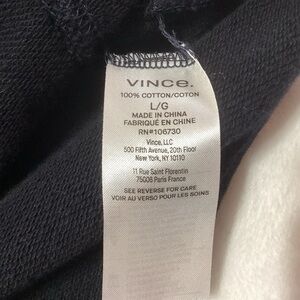 VINCE.
100% COTTON/COTON
L/G
MADE IN CHINA
FABRIQUÉ EN CHINE
RN#106730
Vince, LLC
500 Fifth Avenue, 20th Floor
New York, NY 10110
11 Rue Saint Florentin
75008 Paris France
SEE REVERSE FOR CARE
VOIR AU VERSO POUR LES SOINS